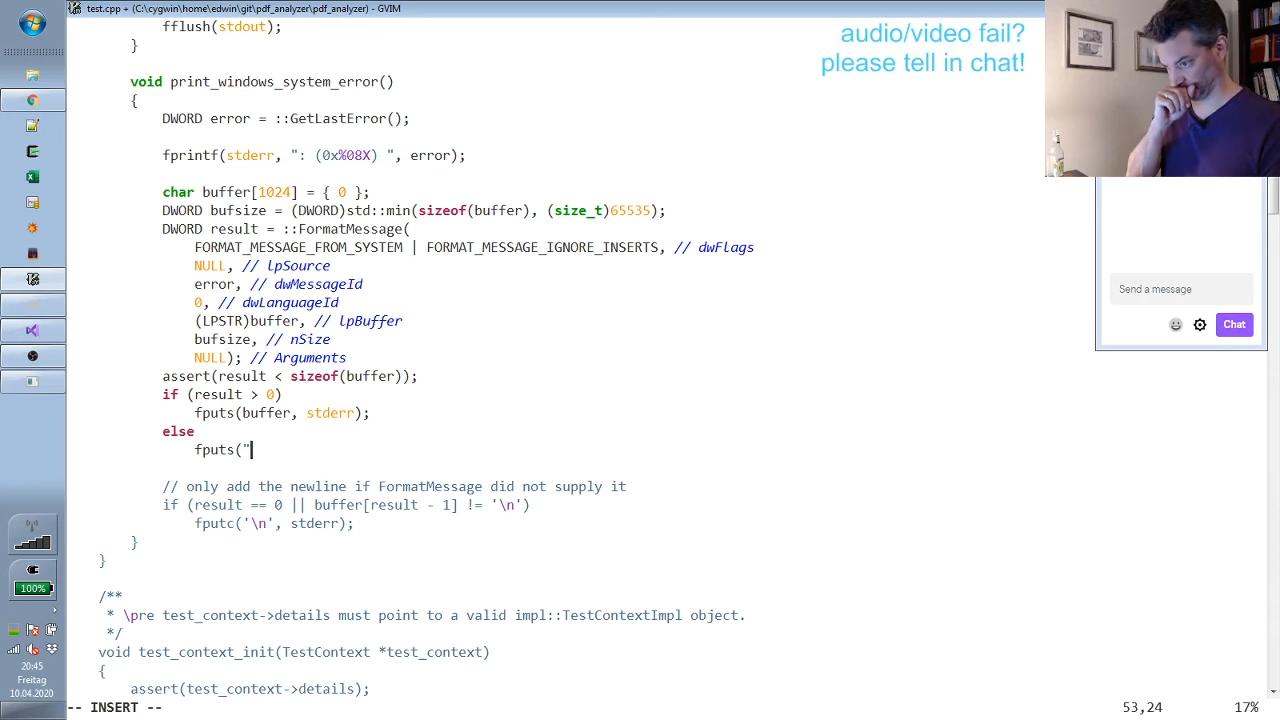 test.cpp + (C:\cygwin\home\edwin\git\pdf_analyzer\pdf_analyzer) - GVIM
fflush(stdout);
}
void print_windows_system_error()
{
DWORD error = ::GetLastError();
fprintf(stderr, ": (0x%08X) ", error);
char buffer[1024] = { 0 };
DWORD bufsize = (DWORD)std::min(sizeof(buffer), (size_t)65535);
DWORD result = ::FormatMessage(
FORMAT_MESSAGE_FROM_SYSTEM | FORMAT_MESSAGE_IGNORE_INSERTS, // dwFlags
NULL, // lpSource
error, // dwMessageId
0, // dwLanguageId
(LPSTR)buffer, // lpBuffer
bufsize, // nSize
NULL); // Arguments
assert(result < sizeof(buffer));
if (result > 0)
fputs(buffer, stderr);
else
fputs("
// only add the newline if FormatMessage did not supply it
if (result == 0 || buffer[result - 1] != '\n')
fputc('\n', stderr);
}
}
/**
* \pre test_context->details must point to a valid impl::TestContextImpl object.
*/
void test_context_init(TestContext *test_context)
{
assert(test_context->details);
-- INSERT --
53,24
17%
audio/video fail?
please tell in chat!
Send a message
Chat
100%
20:45
Freitag
10.04.2020